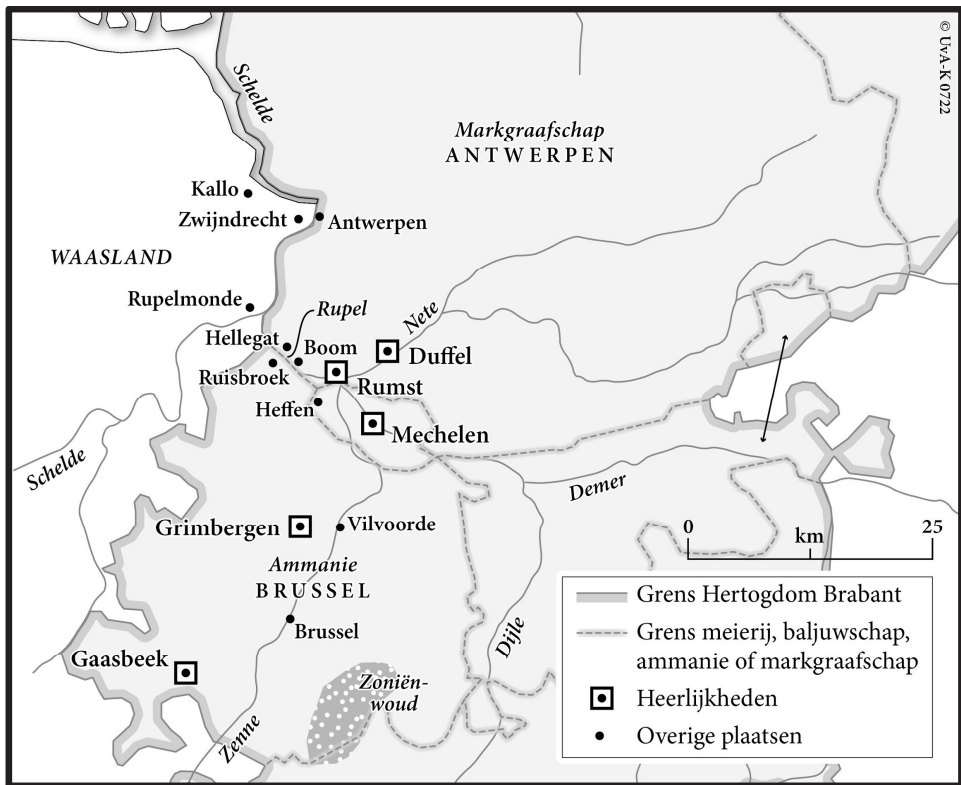 © UvA-K 0722
Schelde
Markgraafschap
ANTWERPEN
Kallo
Zwijndrecht
Antwerpen
WAASLAND
Rupelmonde
Rupel
Nete
Hellegat
Boom
Duffel
Ruisbroek
Rumst
Heffen
Mechelen
Schelde
Demer
Grimbergen
Vilvoorde
0 25
km
Ammanie
BRUSSEL
Brussel
Dijle
Gaasbeek
Zoniën-
woud
Zenne
Grens Hertogdom Brabant
Grens meierij, baljuwschap,
ammanie of markgraafschap
Heerlijkheden
Overige plaatsen